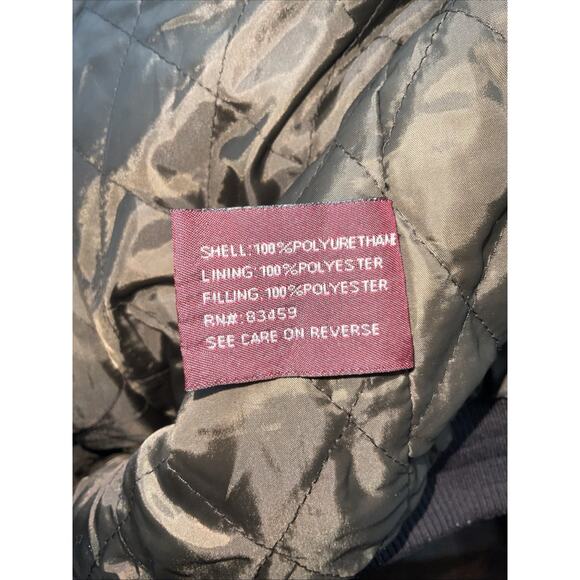 SHELL:100%POLYURETHANE
LINING:100%POLYESTER
FILLING:100%POLYESTER
RN#:83459
SEE CARE ON REVERSE